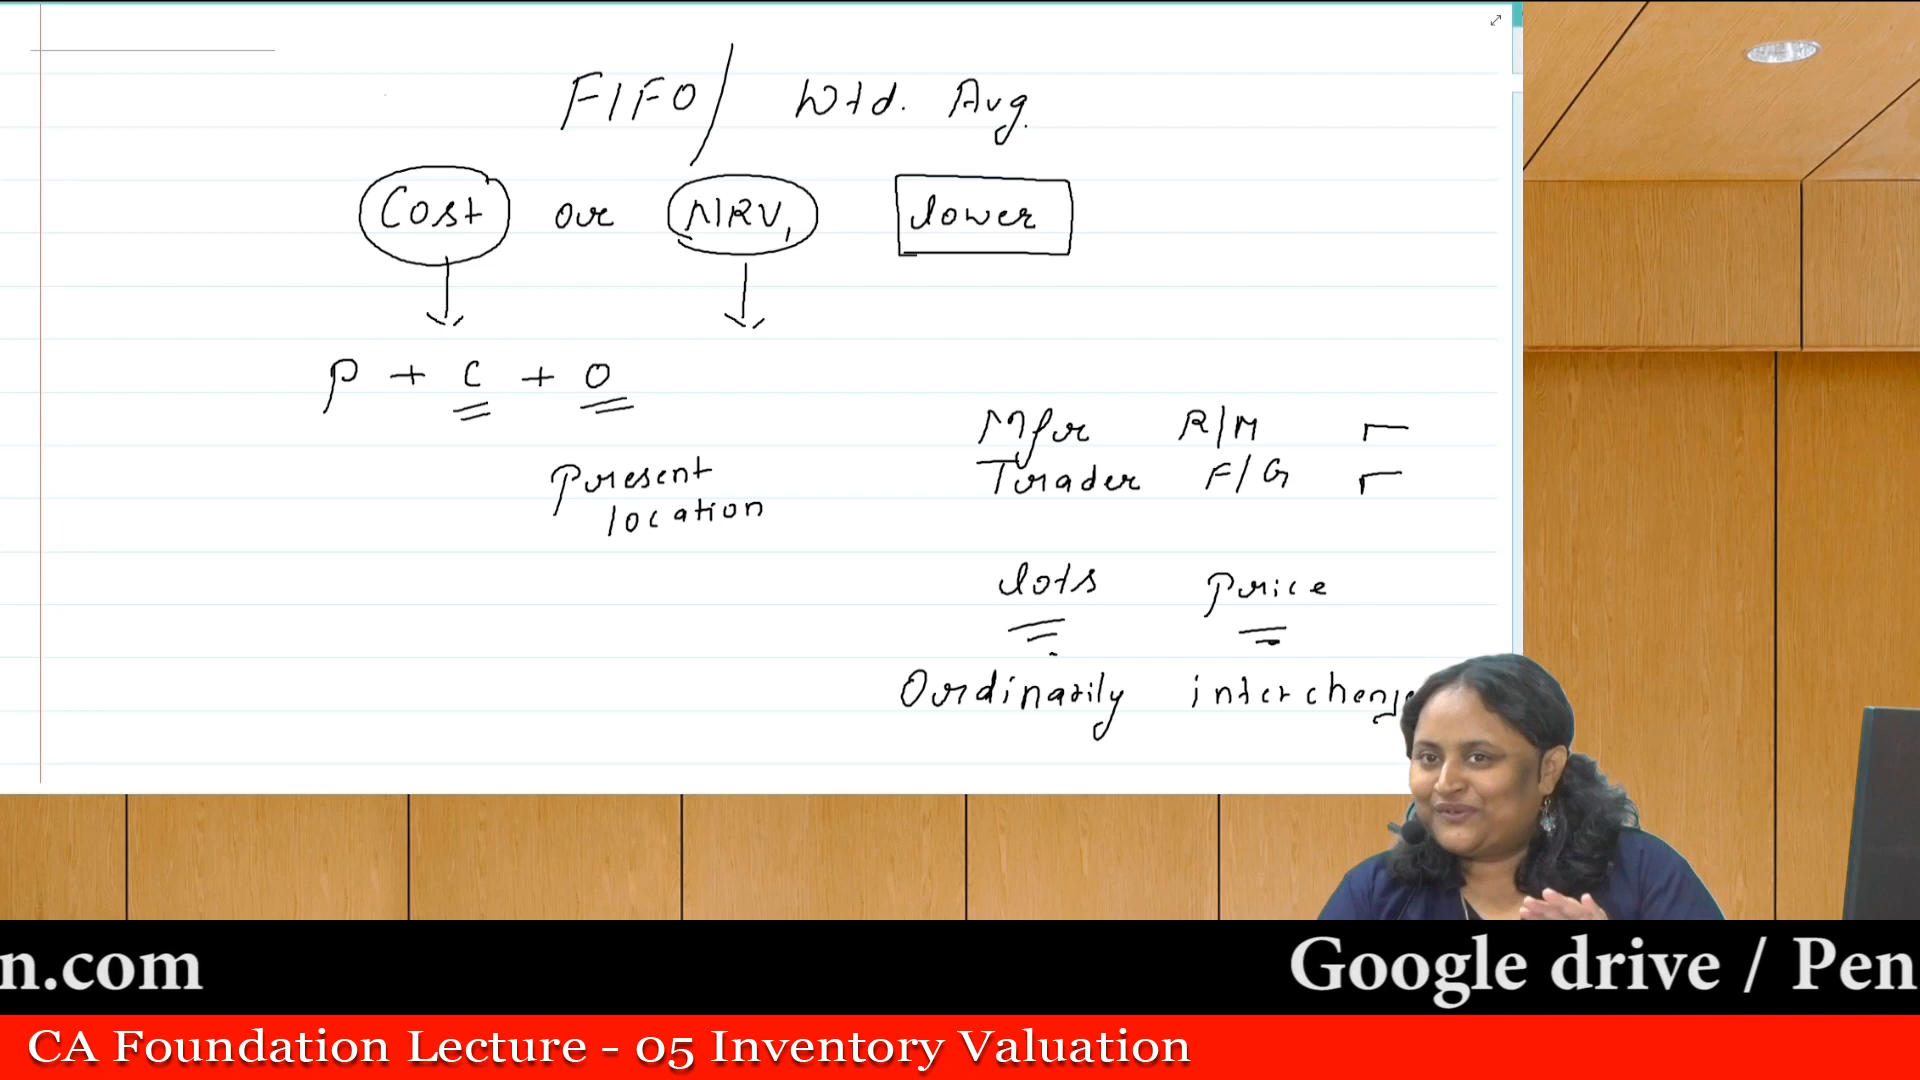 FIFO/ Wtd. Avg.
Cost or NRV, lower
P + C + O
Mfr R/M
Trader F/G
Present
location
lots Price
Ordinarily interchang
n.com Google drive / Pen
CA Foundation Lecture - 05 Inventory Valuation